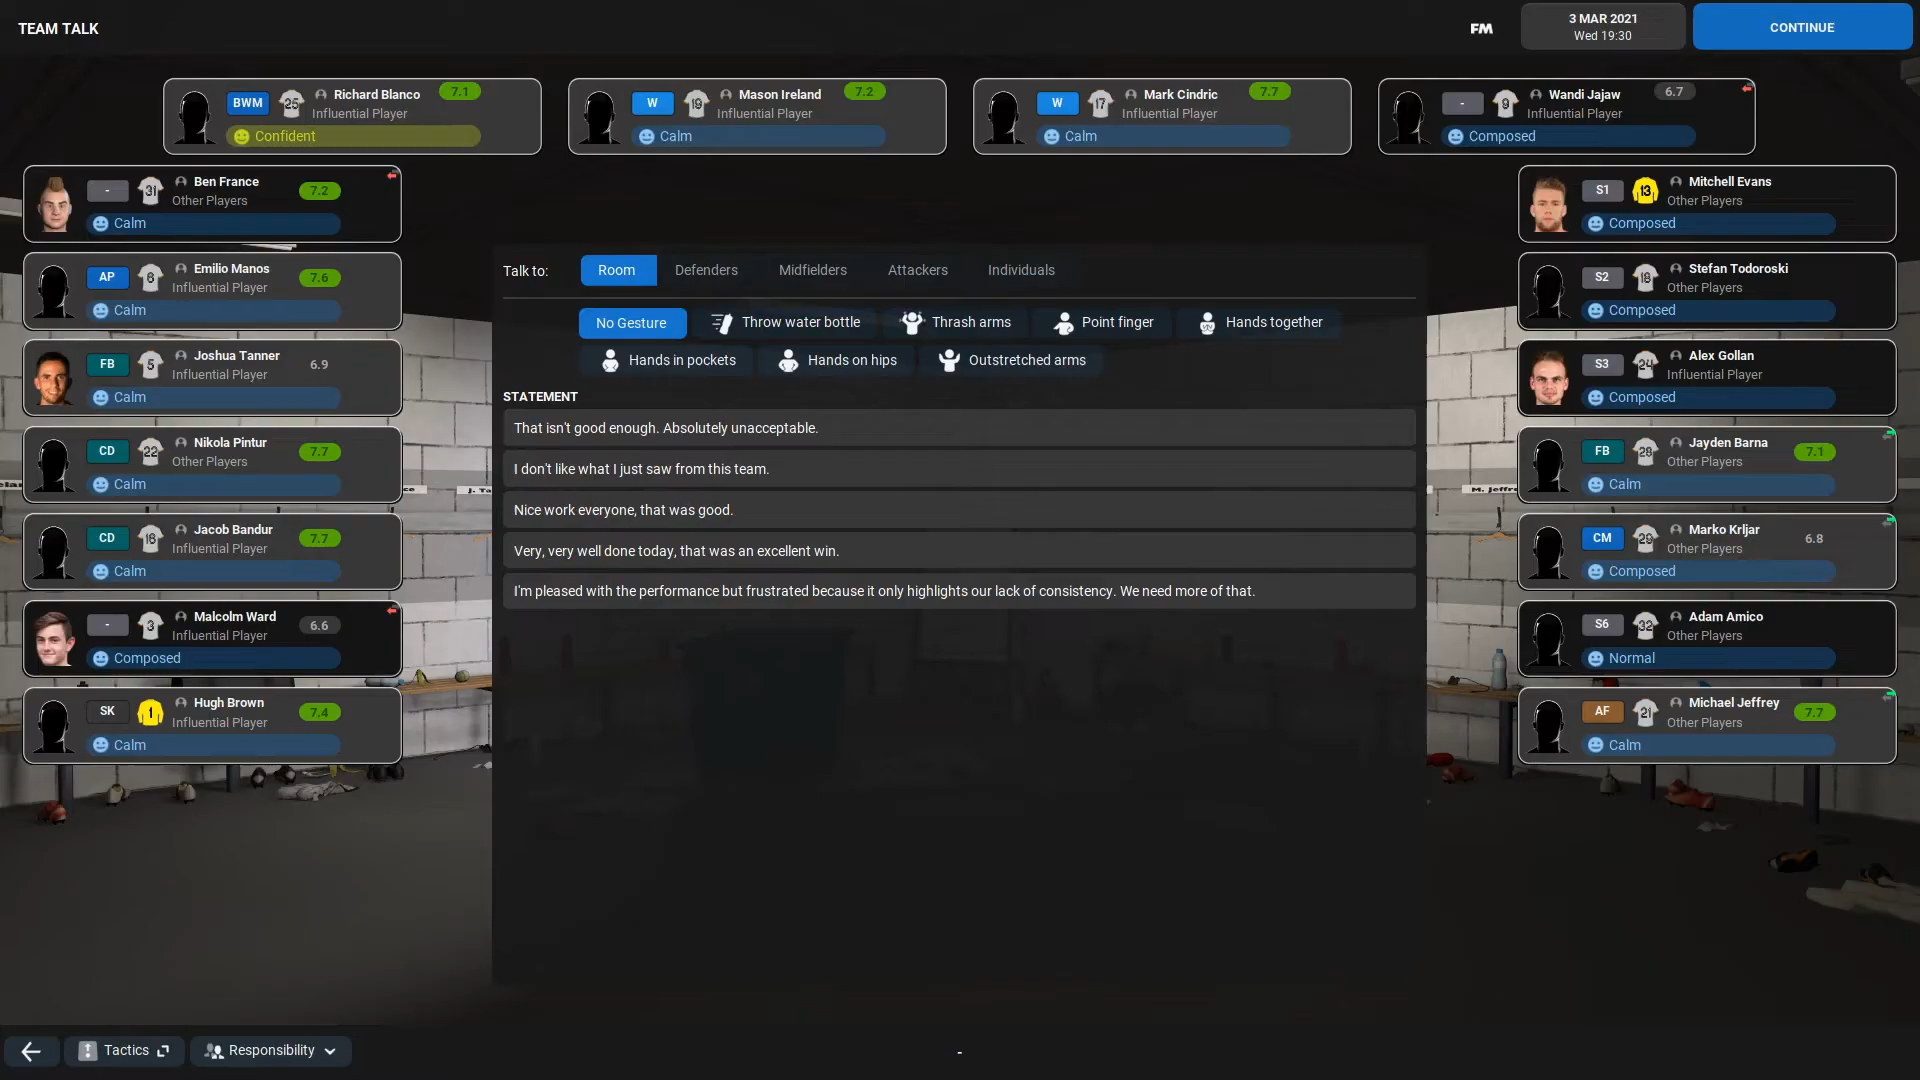 TEAM TALK
FM
3 MAR 2021
Wed 19:30
CONTINUE
BWM
25
Richard Blanco
7.1
Influential Player
Confident
W
19
Mason Ireland
7.2
Influential Player
Calm
W
17
Mark Cindric
7.7
Influential Player
Calm
-
9
Wandi Jajaw
6.7
Influential Player
Composed
-
31
Ben France
7.2
Other Players
Calm
AP
Emilio Manos
7.6
Influential Player
Calm
FB
5
Joshua Tanner
6.9
Influential Player
Calm
CD
22
Nikola Pintur
7.7
Other Players
Calm
CD
Jacob Bandur
7.7
Influential Player
Calm
-
3
Malcolm Ward
6.6
Influential Player
Composed
SK
1
Hugh Brown
7.4
Influential Player
Calm
Talk to:
Room
Defenders
Midfielders
Attackers
Individuals
No Gesture
Throw water bottle
Thrash arms
Point finger
Hands together
Hands in pockets
Hands on hips
Outstretched arms
STATEMENT
That isn't good enough. Absolutely unacceptable.
I don't like what I just saw from this team.
Nice work everyone, that was good.
Very, very well done today, that was an excellent win.
I'm pleased with the performance but frustrated because it only highlights our lack of consistency. We need more of that.
S1
13
Mitchell Evans
Other Players
Composed
S2
Stefan Todoroski
Other Players
Composed
S3
24
Alex Gollan
Influential Player
Composed
FB
Jayden Barna
7.1
Other Players
Calm
CM
Marko Krljar
6.8
Other Players
Composed
S6
32
Adam Amico
Other Players
Normal
AF
21
Michael Jeffrey
7.7
Other Players
Calm
Tactics
Responsibility
-